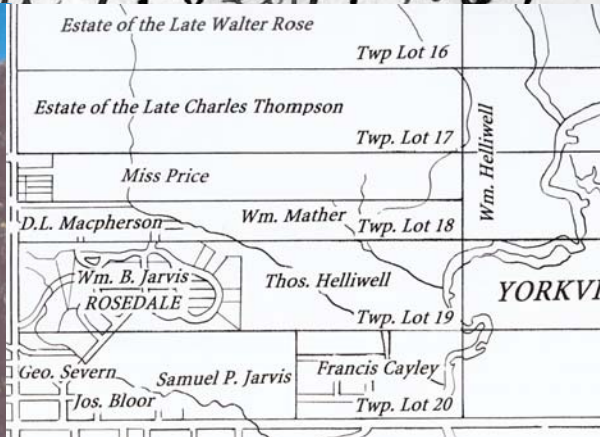 Estate of the Late Walter Rose
Twp Lot 16
Estate of the Late Charles Thompson
Twp. Lot 17
Wm. Helliwell
Miss Price
D.L. Macpherson
Wm. Mather
Twp. Lot 18
Wm. B. Jarvis
ROSEDALE
Thos. Helliwell
YORKVI
Twp. Lot 19
Geo. Severn
Samuel P. Jarvis
Francis Cayley
Jos. Bloor
Twp. Lot 20